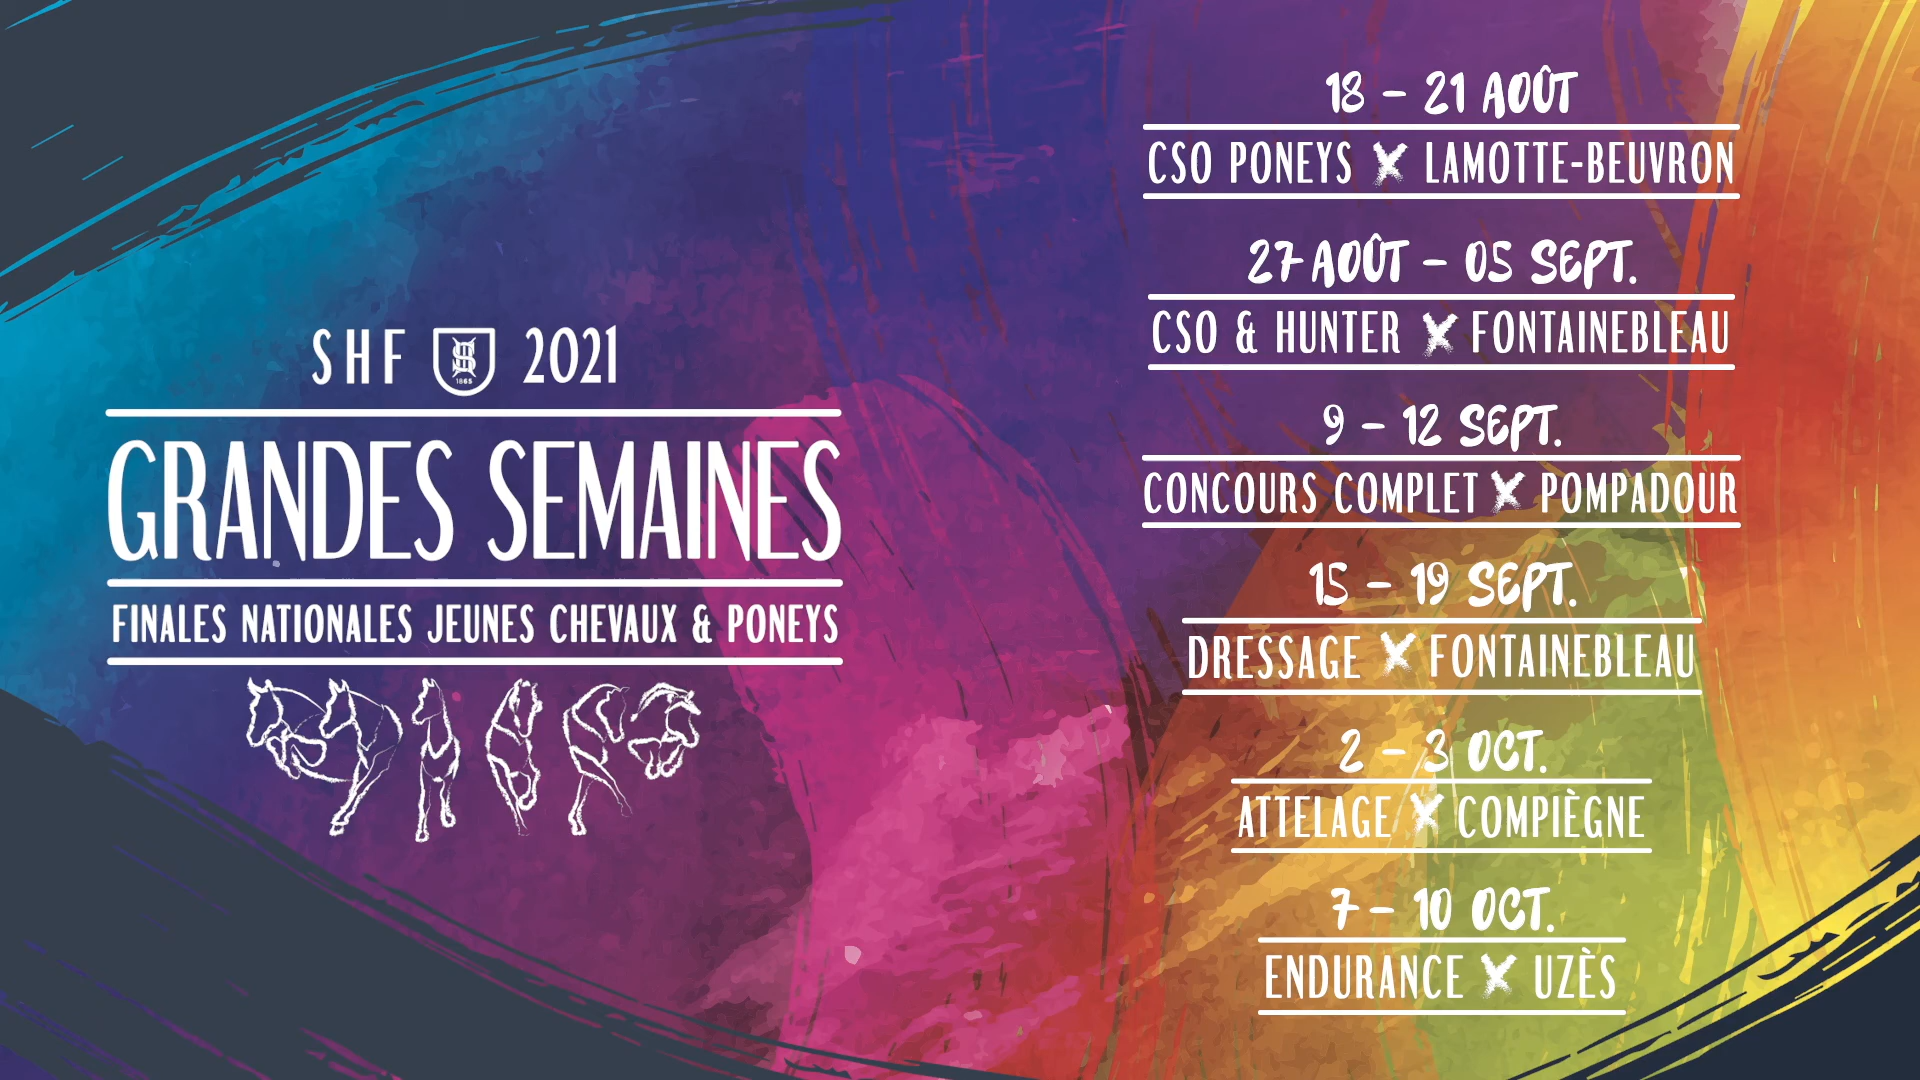 SHF 1865 2021
GRANDES SEMAINES
FINALES NATIONALES JEUNES CHEVAUX & PONEYS
18 - 21 AOÛT
CSO PONEYS X LAMOTTE-BEUVRON
27 AOÛT - 05 SEPT.
CSO & HUNTER X FONTAINEBLEAU
9 - 12 SEPT.
CONCOURS COMPLET X POMPADOUR
15 - 19 SEPT.
DRESSAGE X FONTAINEBLEAU
2 - 3 OCT.
ATTELAGE X COMPIÈGNE
7 - 10 OCT.
ENDURANCE X UZÈS